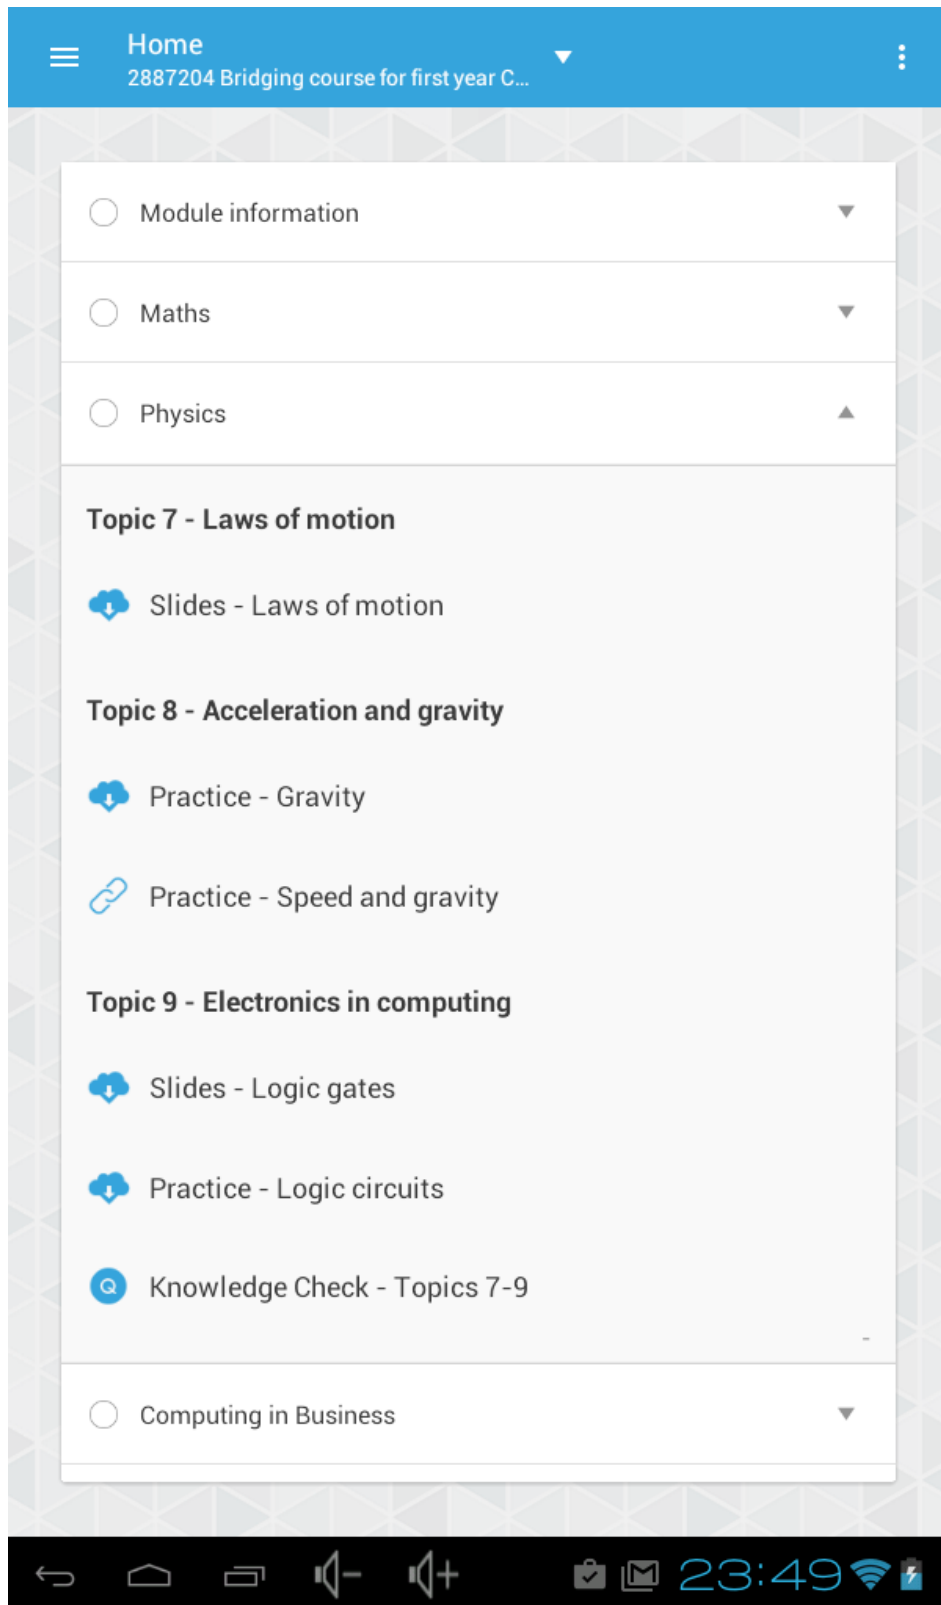 Home
2887204 Bridging course for first year C...
Module information
Maths
Physics
Topic 7 - Laws of motion
Slides - Laws of motion
Topic 8 - Acceleration and gravity
Practice - Gravity
Practice - Speed and gravity
Topic 9 - Electronics in computing
Slides - Logic gates
Practice - Logic circuits
Q Knowledge Check - Topics 7-9
-
Computing in Business
23:49